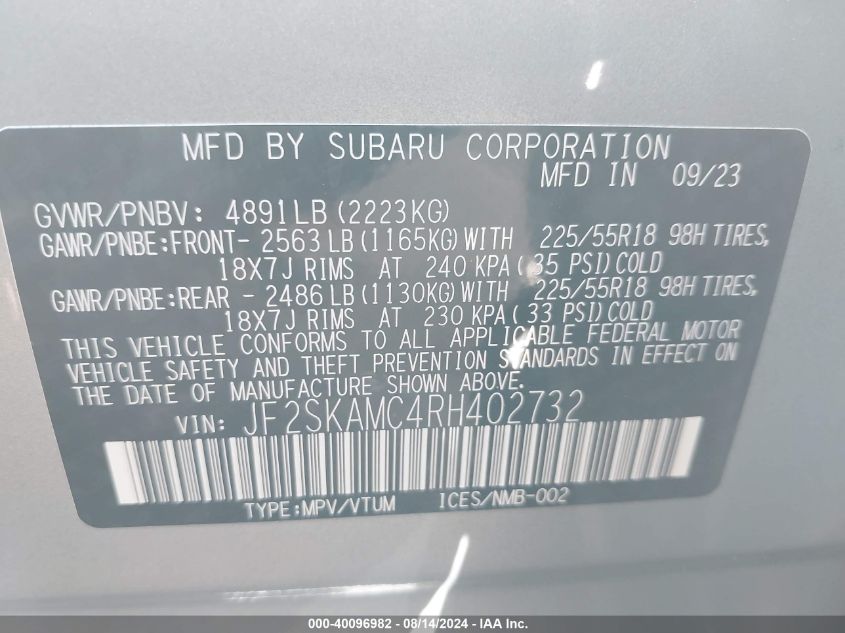 MFD BY SUBARU CORPORATION
MFD IN 09/23
GVWR/PNBV: 4891LB(2223KG)
GAWR/PNBE:FRONT- 2563LB(1165KG)WITH 225/55R18 98H TIRES,
18X7J RIMS AT 240 KPA(35 PSI)COLD
GAWR/PNBE:REAR - 2486LB(1130KG)WITH 225/55R18 98H TIRES,
18X7J RIMS AT 230 KPA(33 PSI)COLD
THIS VEHICLE CONFORMS TO ALL APPLICABLE FEDERAL MOTOR
VEHICLE SAFETY AND THEFT PREVENTION STANDARDS IN EFFECT ON
THE DATE OF MANUFACTURE SHOWN ABOVE.
VIN: JF2SKAMC4RH402732
TYPE:MPV/VTUM ICES/NMB-002
000-40096982 - 08/14/2024 - IAA Inc.